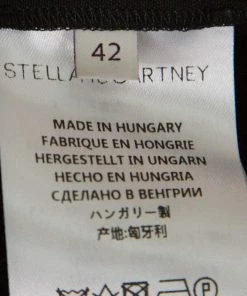 42
STELLA McCARTNEY
MADE IN HUNGARY
FABRIQUE EN HONGRIE
HERGESTELLT IN UNGARN
HECHO EN HUNGRIA
СДЕЛАНО В ВЕНГРИИ
ハンガリー製
产地:匈牙利